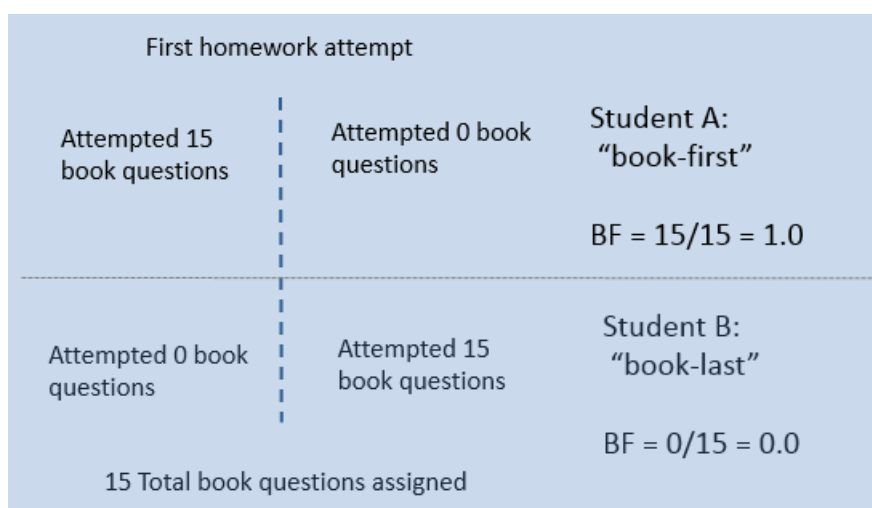 First homework attempt
Attempted 15
book questions
Attempted 0 book
questions
Student A:
“book-first”
BF = 15/15 = 1.0
Attempted 0 book
questions
Attempted 15
book questions
Student B:
“book-last”
BF = 0/15 = 0.0
15 Total book questions assigned